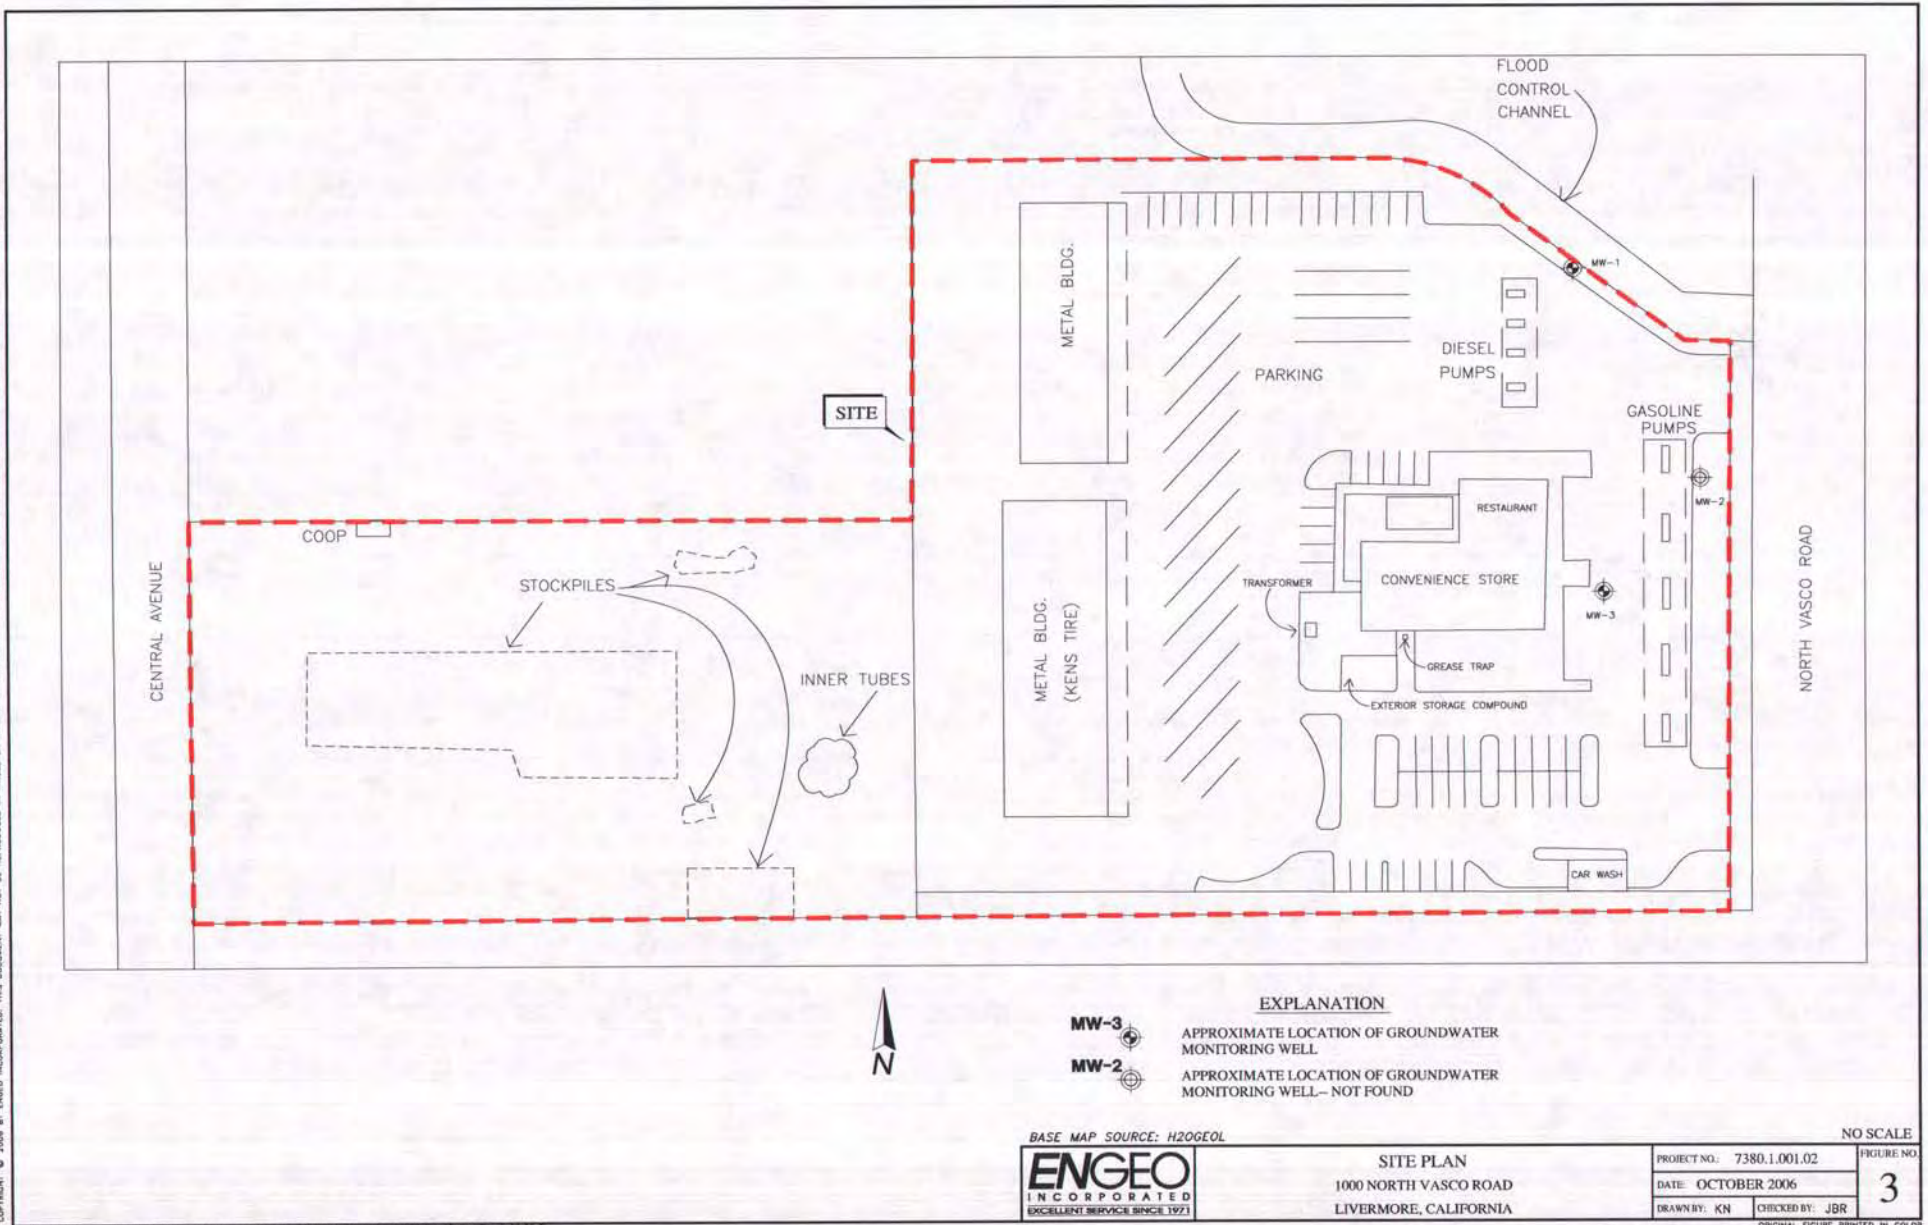 FLOOD
CONTROL
CHANNEL
MW-1
METAL BLDG.
DIESEL
PUMPS
PARKING
SITE
GASOLINE
PUMPS
MW-2
RESTAURANT
COOP
STOCKPILES
CENTRAL AVENUE
NORTH VASCO ROAD
TRANSFORMER
CONVENIENCE STORE
METAL BLDG.
(KENS TIRE)
MW-3
GREASE TRAP
INNER TUBES
EXTERIOR STORAGE COMPOUND
CAR WASH
N
EXPLANATION
MW-3
APPROXIMATE LOCATION OF GROUNDWATER
MONITORING WELL
MW-2
APPROXIMATE LOCATION OF GROUNDWATER
MONITORING WELL-- NOT FOUND
BASE MAP SOURCE: H2OGEOL
NO SCALE
ENGEO
INCORPORATED
EXCELLENT SERVICE SINCE 1971
SITE PLAN
1000 NORTH VASCO ROAD
LIVERMORE, CALIFORNIA
PROJECT NO.: 7380.1.001.02
DATE: OCTOBER 2006
DRAWN BY: KN
CHECKED BY: JBR
FIGURE NO.
3
ORIGINAL FIGURE PRINTED IN COLOR